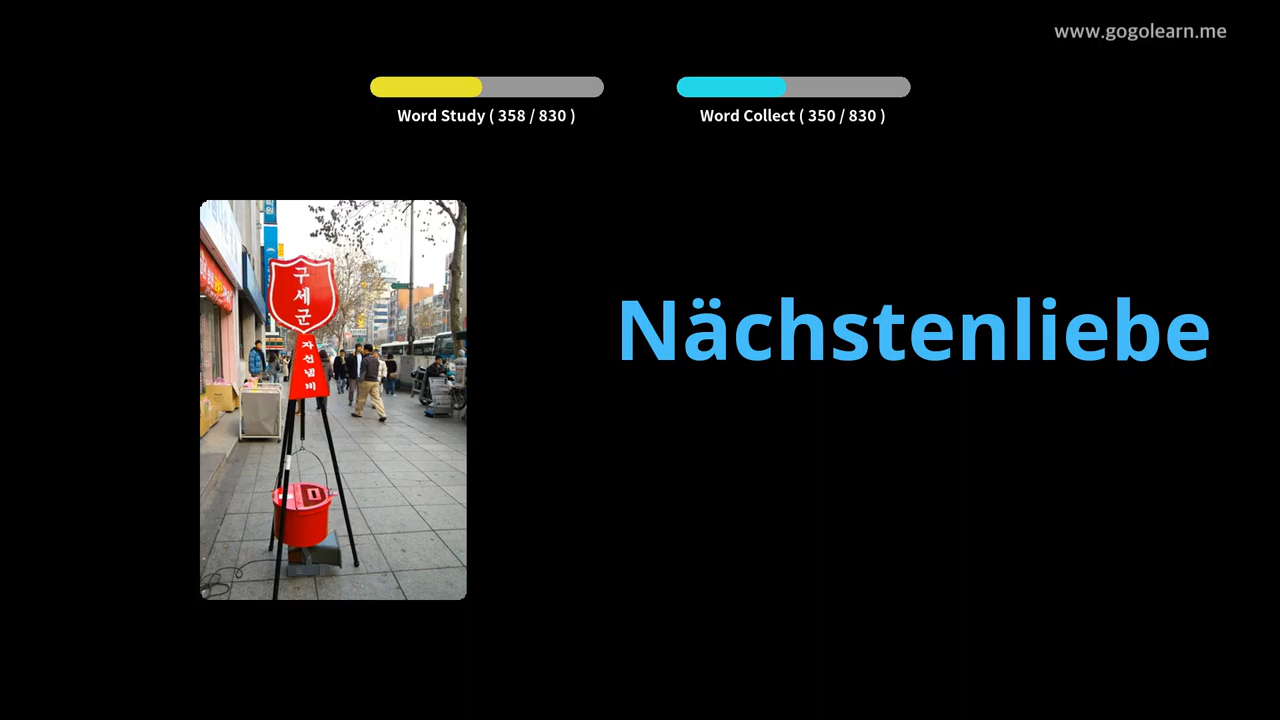 www.gogolearn.me
Word Study ( 358 / 830 )
Word Collect ( 350 / 830 )
Nächstenliebe
구세군
자선냄비